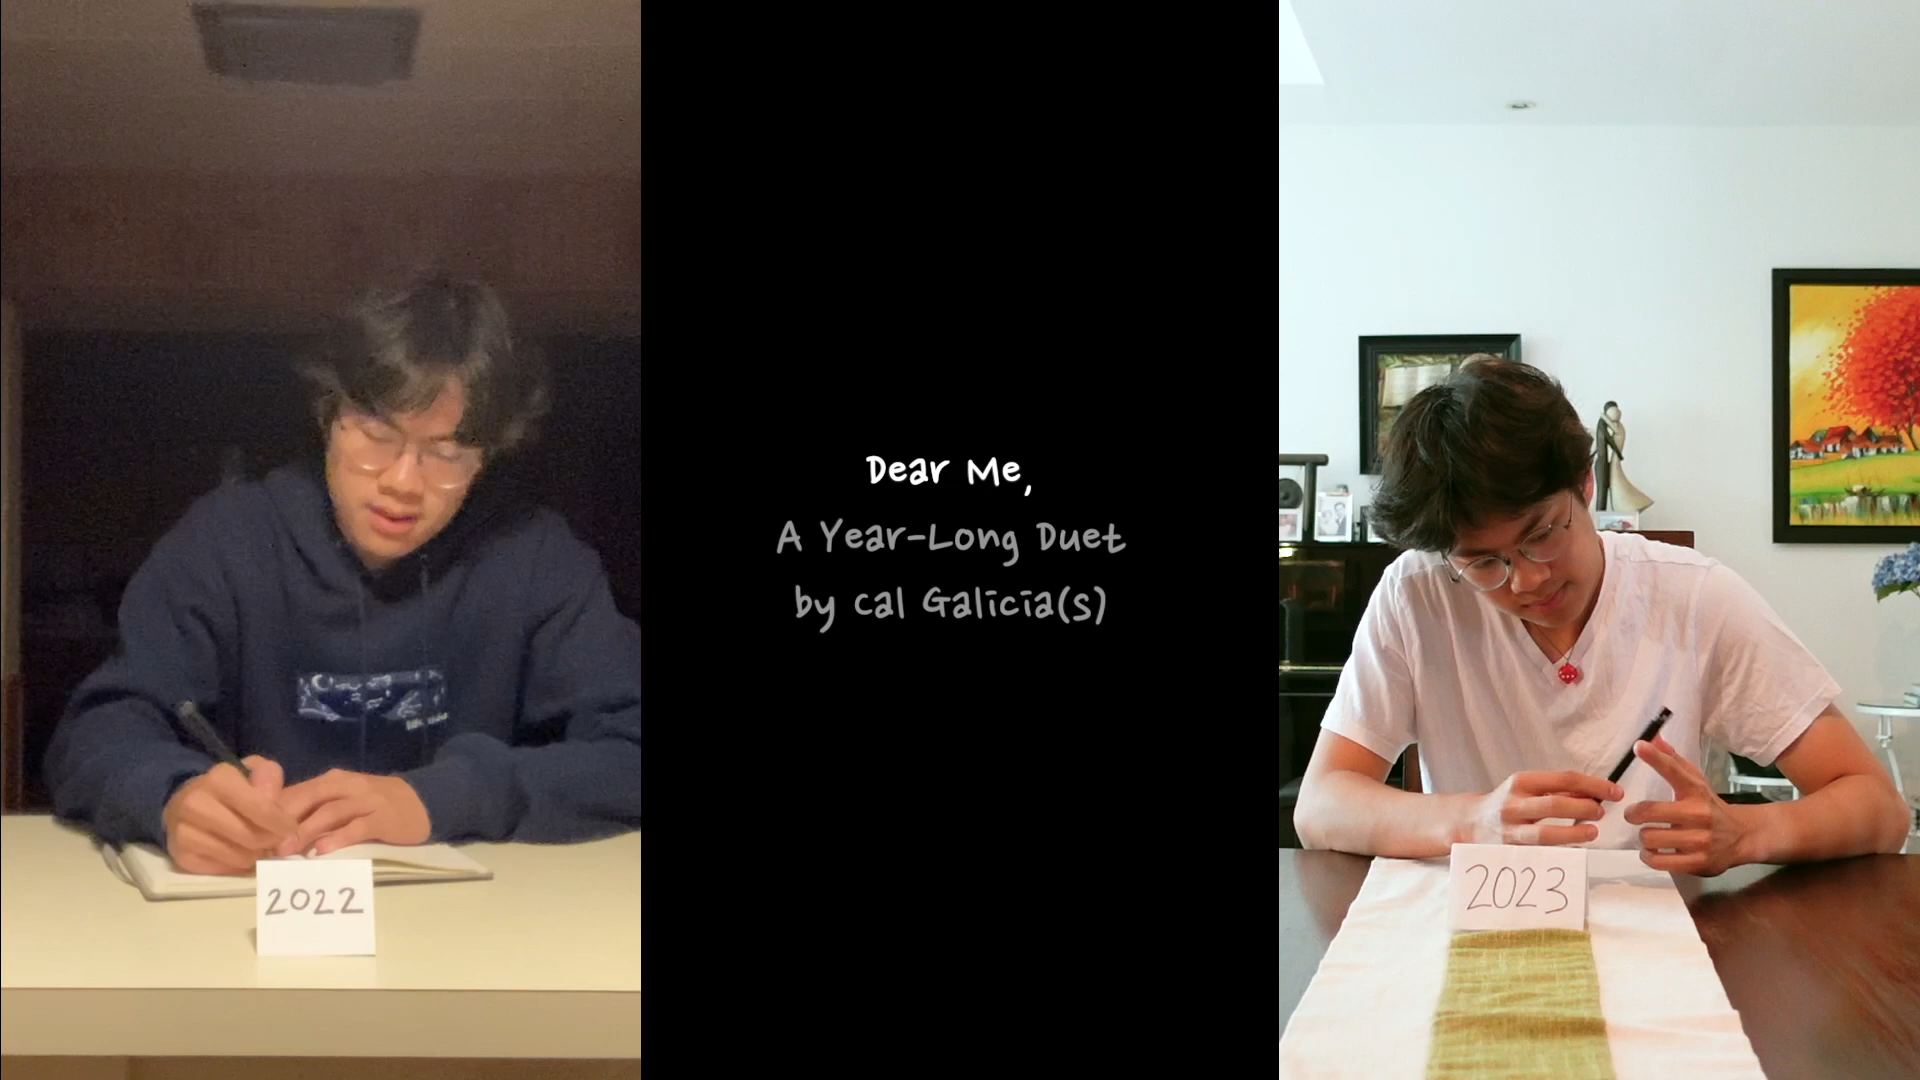 2022
Dear Me,
A Year-Long Duet
by Cal Galicia(s)
2023